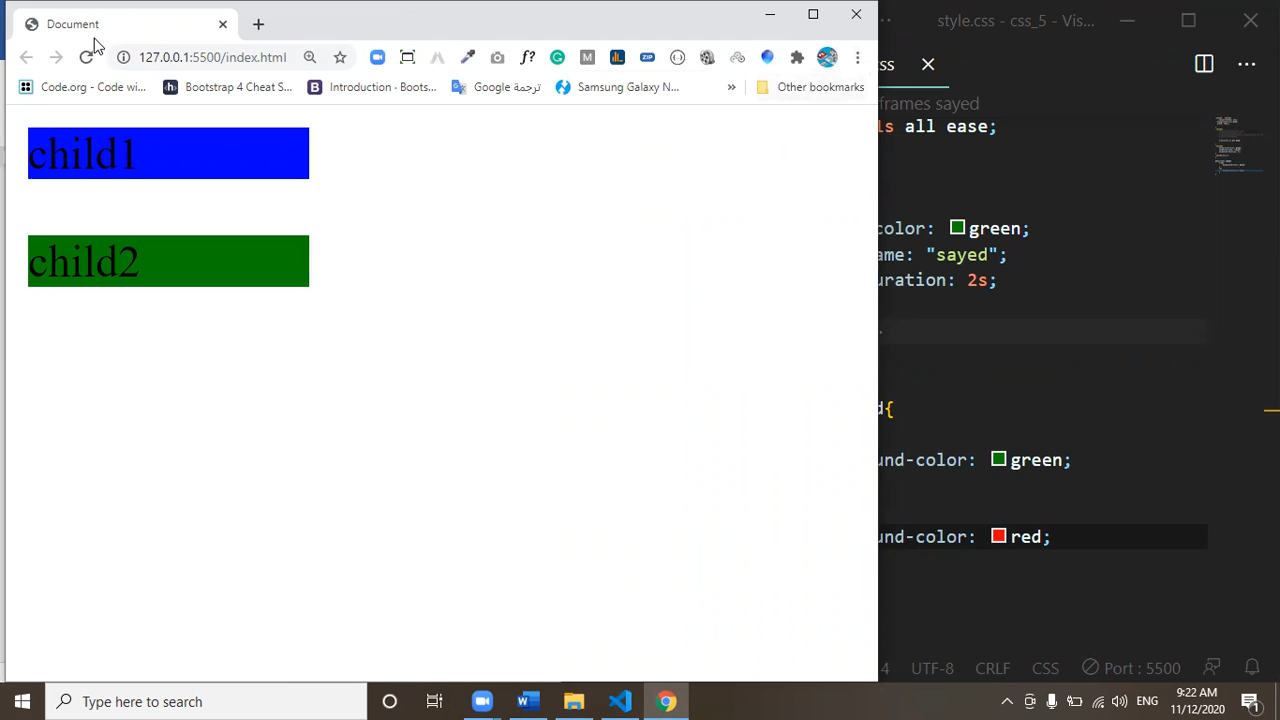 Document
style.css - css_5 - Vis...
127.0.0.1:5500/index.html
ss
Code.org - Code wi...
Bootstrap 4 Cheat S...
Introduction - Boots...
ترجمة Google
Samsung Galaxy N...
»
Other bookmarks
frames sayed
ls all ease;
child1
color: green;
ame: "sayed";
uration: 2s;
child2
d{
und-color: green;
und-color: red;
4 UTF-8 CRLF CSS Port : 5500
Type here to search
ENG
9:22 AM
11/12/2020